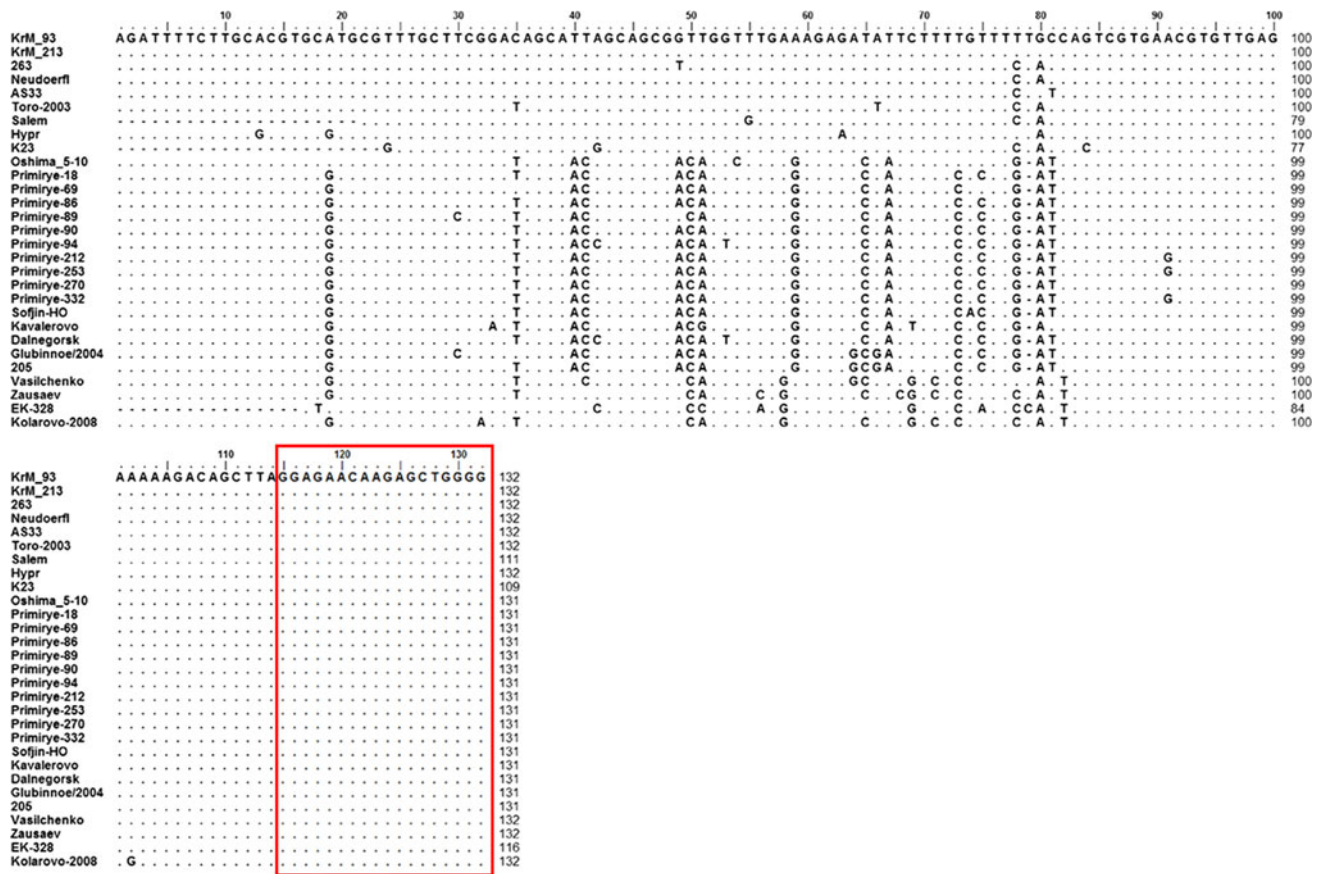 10 20 30 40 50 60 70 80 90 100
KrM_93 AGATTTTCTTGCACGTGCATGCGTTTGCTTCGGACAGCATTAGCAGCGGTTGGTTTGAAAGAGATATTCTTTTGTTTTTGCCAGTCGTGAACGTGTTGAG 100
KrM_213 100
263 T C A 100
Neudoerfl C A 100
AS33 C T 100
Toro-2003 T T C A 100
Salem - - - - - - - - - - - - - - - - - - - - - G C A 79
Hypr G G A A 100
K23 - - - - - - - - - - - - - - - - - - - - - - - G G C A C 77
Oshima_5-10 T A C A C A C G C A G - A T 99
Primirye-18 G T A C A C A G C A C C G - A T 99
Primirye-69 G A C A C A G C A C G - A T 99
Primirye-86 G T A C A C A G C A C C G - A T 99
Primirye-89 G C T A C C A G C A C C G - A T 99
Primirye-90 G T A C A C A G C A C C G - A T 99
Primirye-94 G T A C C A C A T G C A C C G - A T 99
Primirye-212 G T A C A C A G C A C C G - A T G 99
Primirye-253 G T A C A C A G C A C C G - A T G 99
Primirye-270 G T A C A C A G C A C C G - A T 99
Primirye-332 G T A C A C A G C A C C G - A T G 99
Sofjin-HO G T A C A C A G C A C A C G - A T 99
Kavalerovo G A T A C A C G G C A T C C G - A 99
Dalnegorsk G T A C C A C A T G C A C C G - A T 99
Glubinnoe/2004 G C A C A C A G G C G A C C G - A T 99
205 G T A C A C A G G C G A C C G - A T 99
Vasilchenko G T C C A G G C G C C A T 100
Zausaev G T C A C G C C G C C C A T 100
EK-328 - - - - - - - - - - - - - - - - T C C C A G G C A C C A T 84
Kolarovo-2008 G A T C A G C G C C C A T 100
110 120 130
KrM_93 AAAAAGACAGCTTAGGAGAACAAGAGCTGGGG 132
KrM_213 132
263 132
Neudoerfl 132
AS33 132
Toro-2003 132
Salem 111
Hypr 132
K23 109
Oshima_5-10 131
Primirye-18 131
Primirye-69 131
Primirye-86 131
Primirye-89 131
Primirye-90 131
Primirye-94 131
Primirye-212 131
Primirye-253 131
Primirye-270 131
Primirye-332 131
Sofjin-HO 131
Kavalerovo 131
Dalnegorsk 131
Glubinnoe/2004 131
205 131
Vasilchenko 132
Zausaev 132
EK-328 116
Kolarovo-2008 . G 132